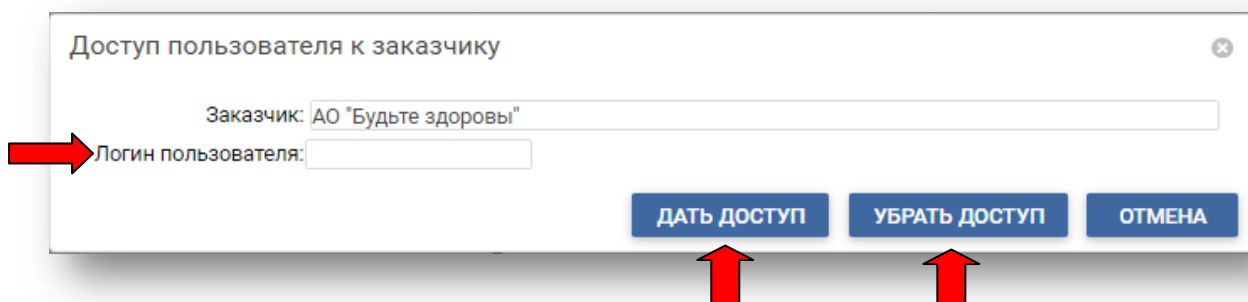 Доступ пользователя к заказчику
Заказчик: АО "Будьте здоровы"
Логин пользователя:
ДАТЬ ДОСТУП УБРАТЬ ДОСТУП ОТМЕНА